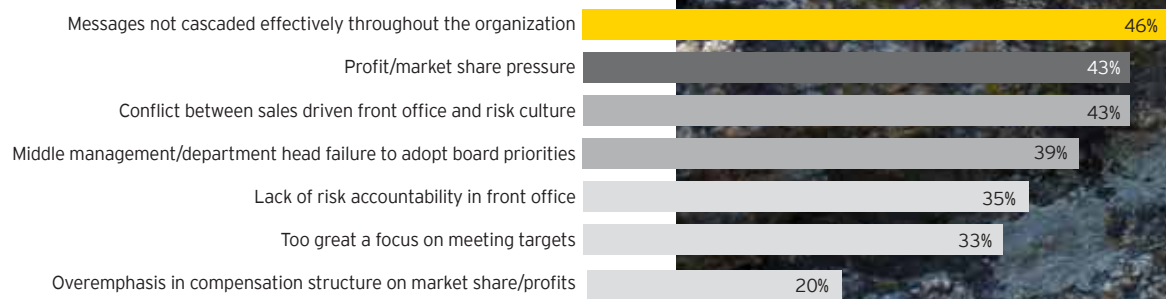 Messages not cascaded effectively throughout the organization 46%
Profit/market share pressure 43%
Conflict between sales driven front office and risk culture 43%
Middle management/department head failure to adopt board priorities 39%
Lack of risk accountability in front office 35%
Too great a focus on meeting targets 33%
Overemphasis in compensation structure on market share/profits 20%